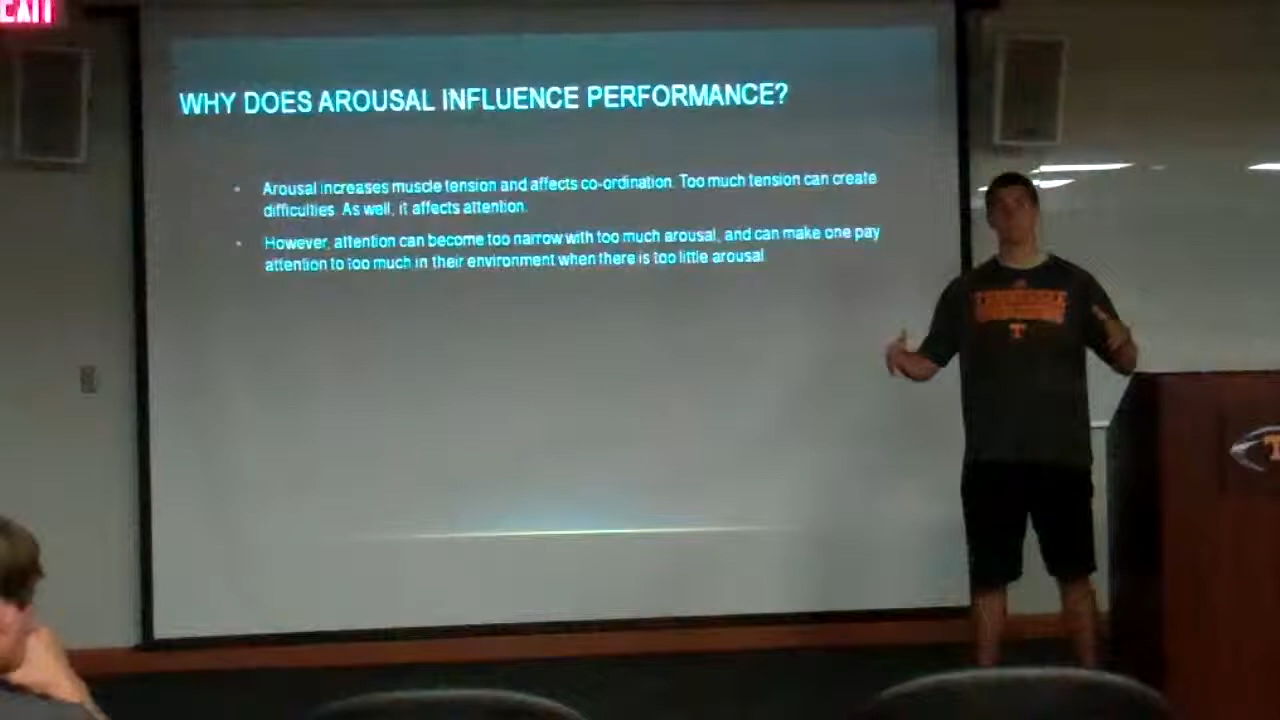 EXIT
WHY DOES AROUSAL INFLUENCE PERFORMANCE?
Arousal increases muscle tension and affects co-ordination. Too much tension can create
difficulties. As well, it affects attention.
However, attention can become too narrow with too much arousal, and can make one pay
attention to too much in their environment when there is too little arousal
T
T